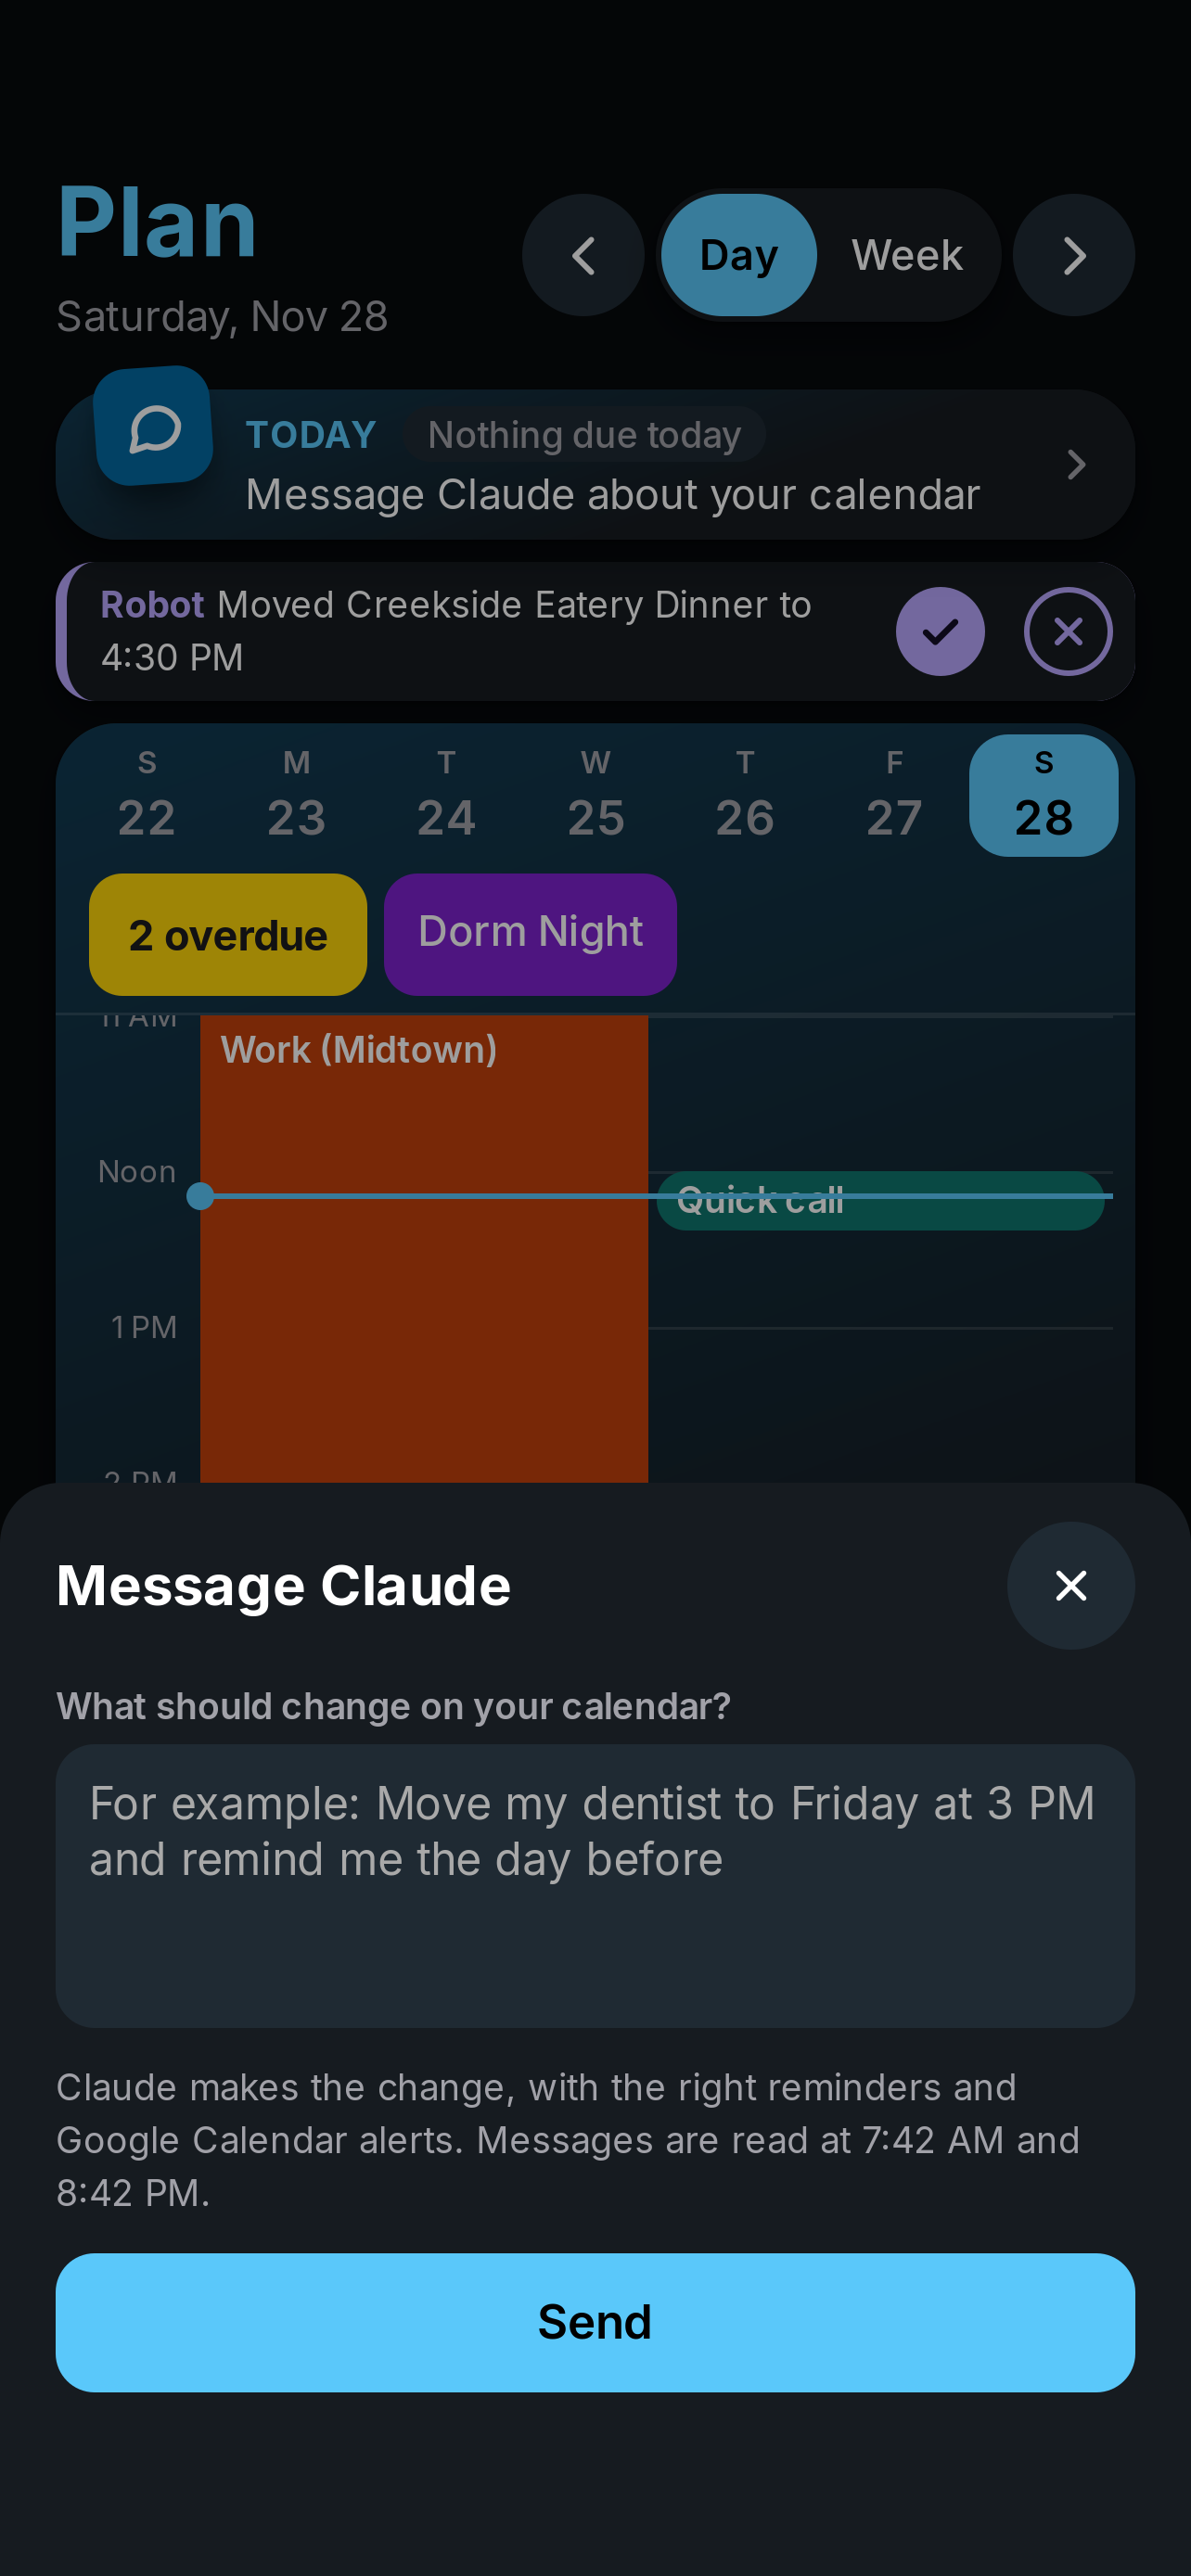 Plan
Saturday, Nov 28
Day
Week
TODAY
Nothing due today
Message Claude about your calendar
Robot Moved Creekside Eatery Dinner to
4:30 PM
S
M
T
W
T
F
S
22
23
24
25
26
27
28
2 overdue
Dorm Night
11 AM
Work (Midtown)
Noon
Quick call
1 PM
2 PM
Message Claude
What should change on your calendar?
For example: Move my dentist to Friday at 3 PM
and remind me the day before
Claude makes the change, with the right reminders and
Google Calendar alerts. Messages are read at 7:42 AM and
8:42 PM.
Send